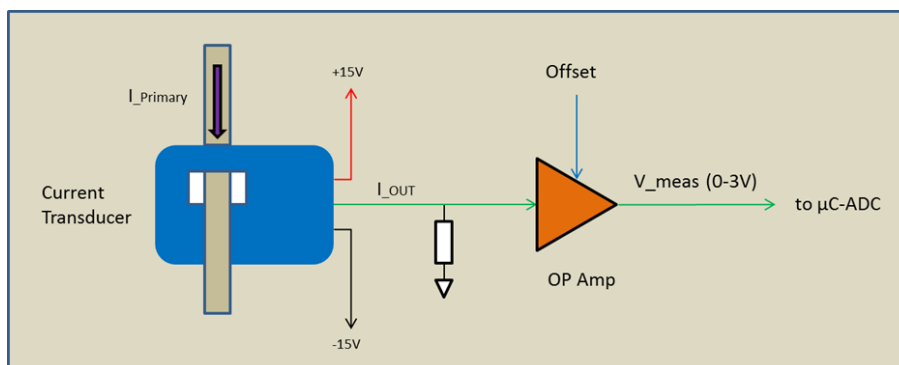 +15V
Offset
I_Primary
Current
Transducer
I_OUT
V_meas (0-3V)
to µC-ADC
OP Amp
-15V